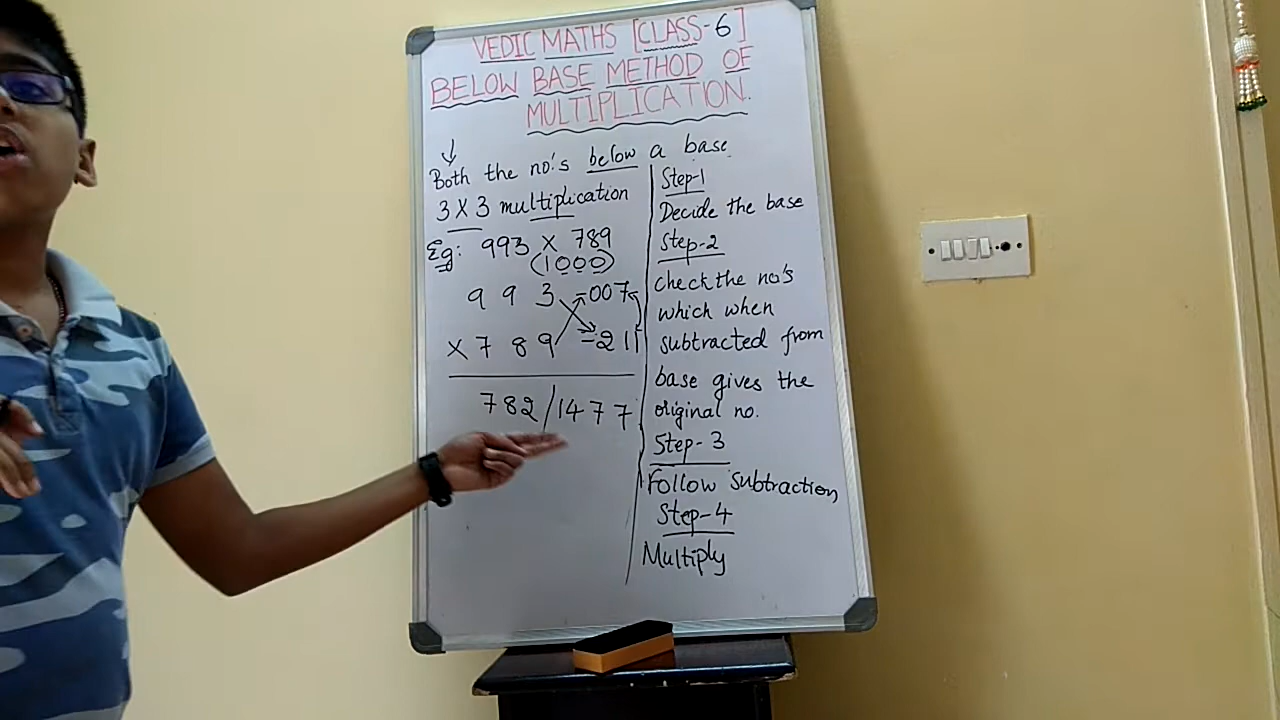 VEDIC MATHS [CLASS-6]
BELOW BASE METHOD OF
MULTIPLICATION.
Both the no's below a base.
3 X 3 multiplication
Eg: 993 X 789
(1000)
9 9 3 -007
X 7 8 9 -211
782/1477
Step-1
Decide the base
Step-2
check the no's
which when
subtracted from
base gives the
original no.
Step-3
Follow subtraction,
Step-4
Multiply